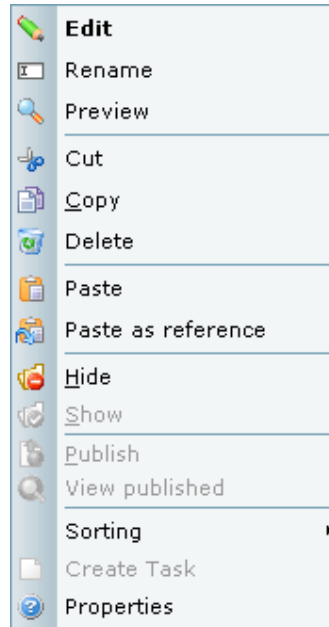 Edit
Rename
Preview
Cut
Copy
Delete
Paste
Paste as reference
Hide
Show
Publish
View published
Sorting
Create Task
Properties